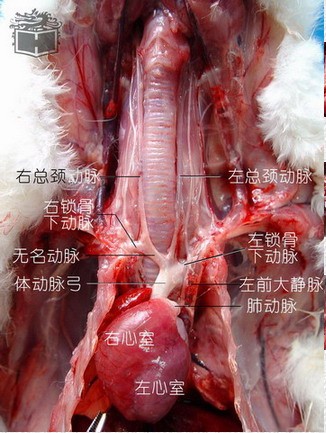 右总颈动脉
左总颈动脉
右锁骨
下动脉
左锁骨
下动脉
无名动脉
体动脉弓
左前大静脉
肺动脉
右心室
左心室